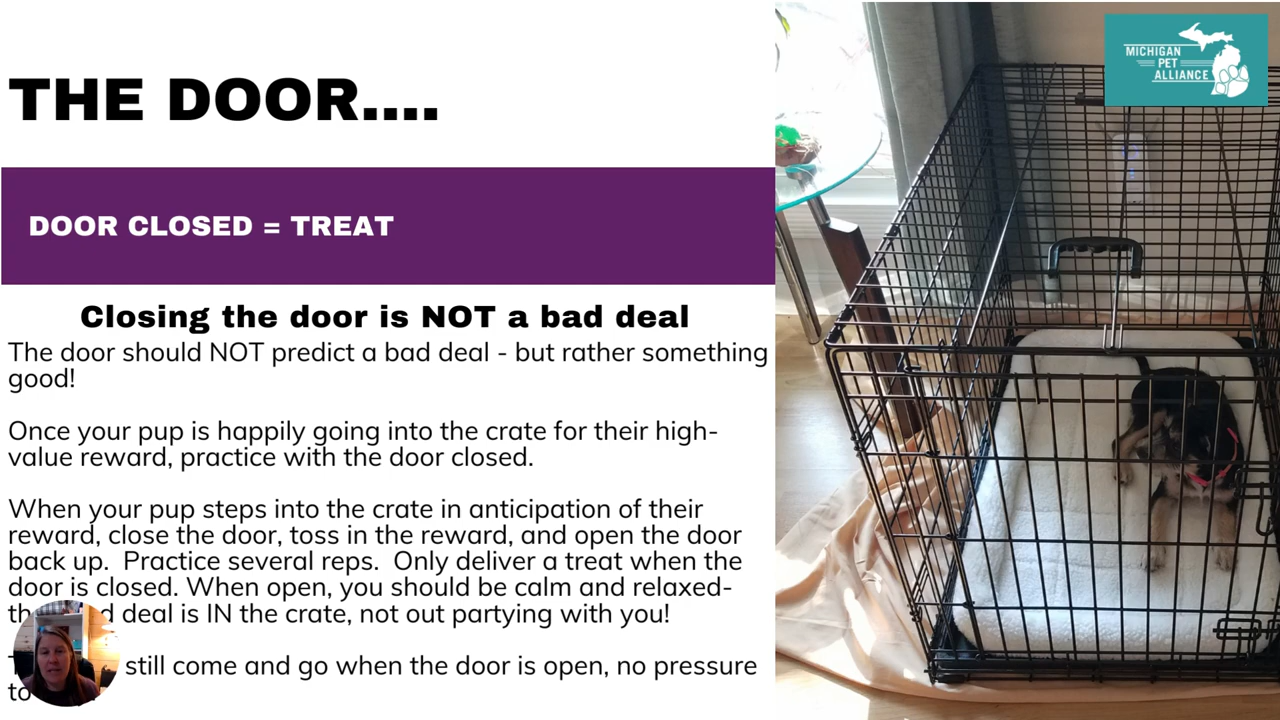 THE DOOR....
DOOR CLOSED = TREAT
Closing the door is NOT a bad deal
The door should NOT predict a bad deal - but rather something
good!
Once your pup is happily going into the crate for their high-
value reward, practice with the door closed.
When your pup steps into the crate in anticipation of their
reward, close the door, toss in the reward, and open the door
back up.  Practice several reps.  Only deliver a treat when the
door is closed. When open, you should be calm and relaxed-
deal is IN the crate, not out partying with you!
still come and go when the door is open, no pressure
MICHIGAN
PET
ALLIANCE